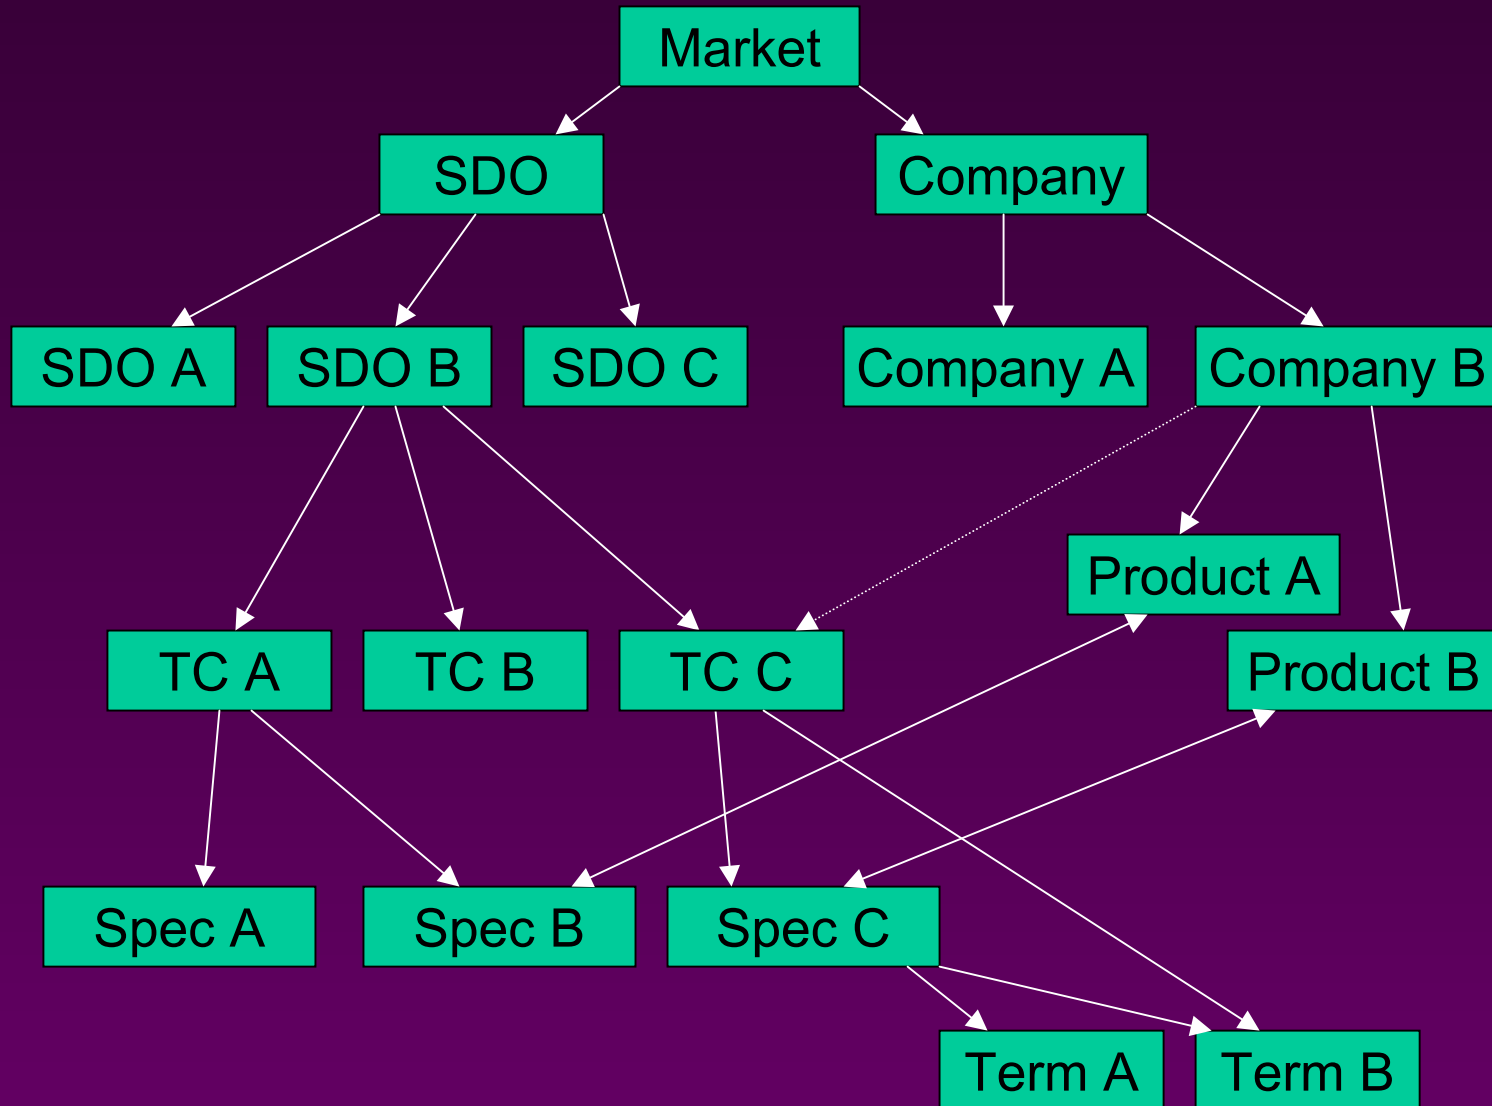 Market
SDO
Company
SDO A
SDO B
SDO C
Company A
Company B
Product A
TC A
TC B
TC C
Product B
Spec A
Spec B
Spec C
Term A
Term B